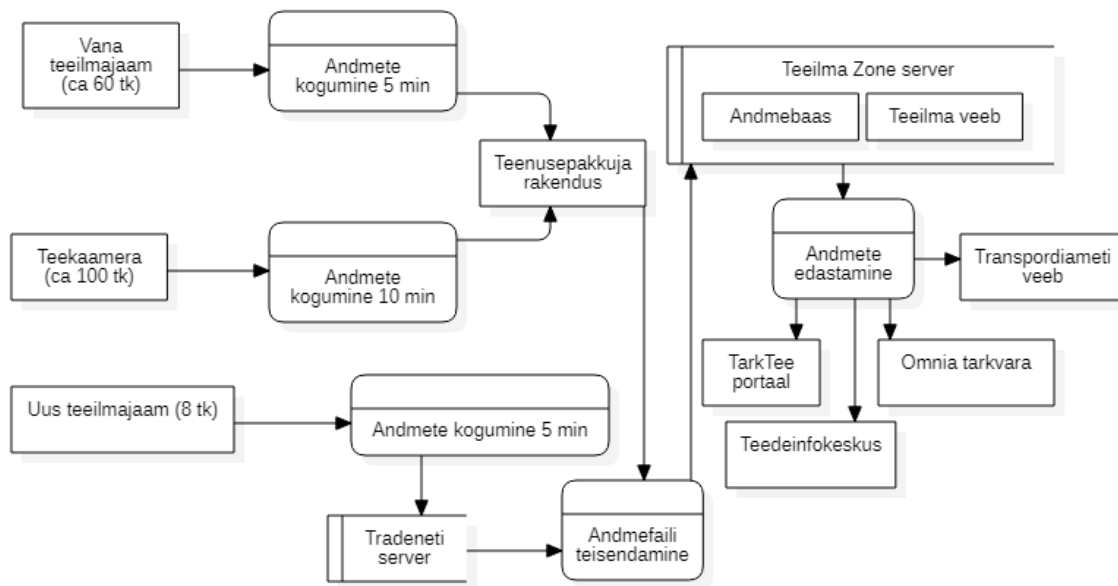 Vana
teeilmajaam
(ca 60 tk)
Andmete
kogumine 5 min
Teenusepakkuja
rakendus
Teekaamera
(ca 100 tk)
Andmete
kogumine 10 min
Uus teeilmajaam (8 tk)
Andmete kogumine 5 min
Tradeneti
server
Andmefaili
teisendamine
Teeilma Zone server
Andmebaas
Teeilma veeb
Andmete
edastamine
Transpordiameti
veeb
TarkTee
portaal
Omnia tarkvara
Teedeinfokeskus